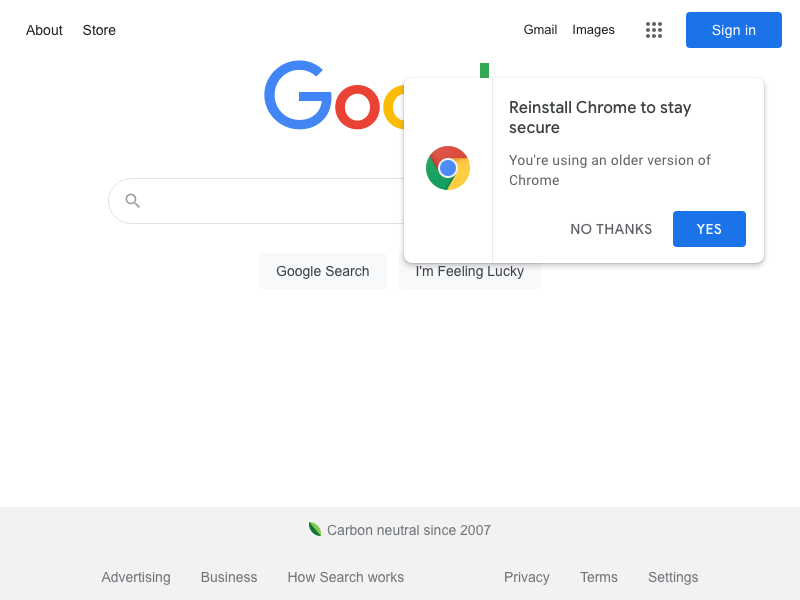 About
Store
Gmail
Images
Sign in
Goo
Reinstall Chrome to stay
secure
You're using an older version of
Chrome
NO THANKS
YES
Google Search
I'm Feeling Lucky
Carbon neutral since 2007
Advertising
Business
How Search works
Privacy
Terms
Settings